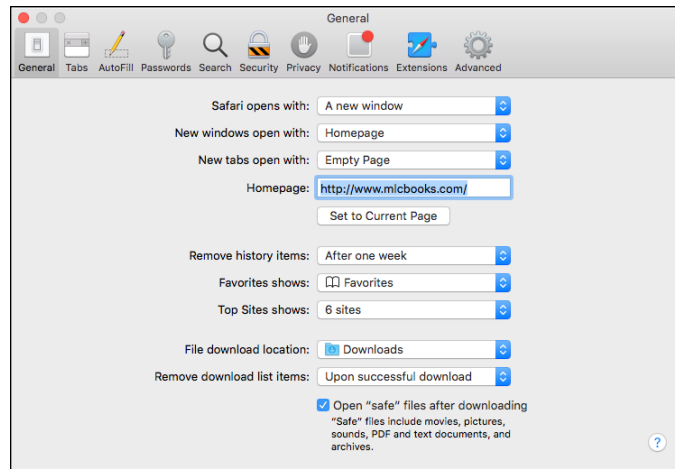 General
General Tabs AutoFill Passwords Search Security Privacy Notifications Extensions Advanced
Safari opens with: A new window
New windows open with: Homepage
New tabs open with: Empty Page
Homepage: http://www.mlcbooks.com/
Set to Current Page
Remove history items: After one week
Favorites shows: Favorites
Top Sites shows: 6 sites
File download location: Downloads
Remove download list items: Upon successful download
Open “safe” files after downloading
“Safe” files include movies, pictures,
sounds, PDF and text documents, and
archives.
?